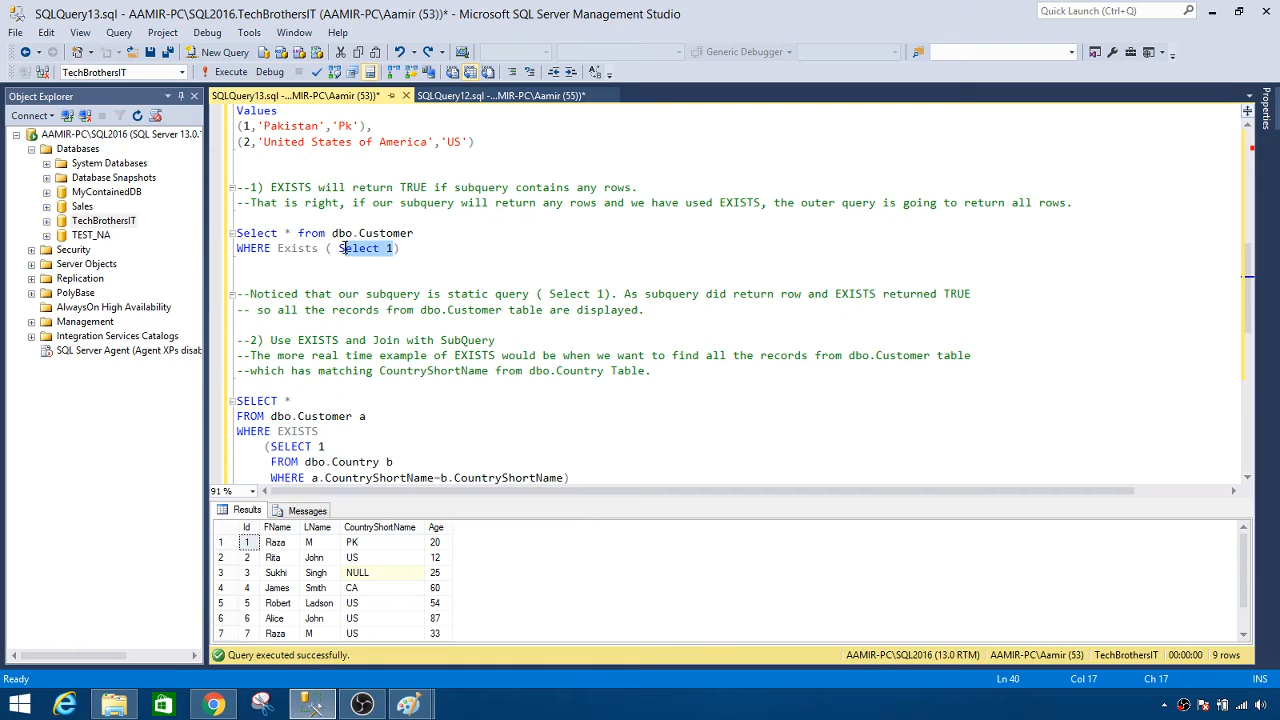 SQLQuery13.sql - AAMIR-PC\SQL2016.TechBrothersIT (AAMIR-PC\Aamir (53))* - Microsoft SQL Server Management Studio
Quick Launch (Ctrl+Q)
File Edit View Query Project Debug Tools Window Help
New Query
Generic Debugger
TechBrothersIT
Execute Debug
Object Explorer
SQLQuery13.sql -...MIR-PC\Aamir (53))*
SQLQuery12.sql -...MIR-PC\Aamir (55))*
Properties
Connect
AAMIR-PC\SQL2016 (SQL Server 13.0.
Databases
System Databases
Database Snapshots
MyContainedDB
Sales
TechBrothersIT
TEST_NA
Security
Server Objects
Replication
PolyBase
AlwaysOn High Availability
Management
Integration Services Catalogs
SQL Server Agent (Agent XPs disab
Values
(1,'Pakistan','Pk'),
(2,'United States of America','US')
--1) EXISTS will return TRUE if subquery contains any rows.
--That is right, if our subquery will return any rows and we have used EXISTS, the outer query is going to return all rows.
Select * from dbo.Customer
WHERE Exists ( Select 1)
--Noticed that our subquery is static query ( Select 1). As subquery did return row and EXISTS returned TRUE
-- so all the records from dbo.Customer table are displayed.
--2) Use EXISTS and Join with SubQuery
--The more real time example of EXISTS would be when we want to find all the records from dbo.Customer table
--which has matching CountryShortName from dbo.Country Table.
SELECT *
FROM dbo.Customer a
WHERE EXISTS
(SELECT 1
FROM dbo.Country b
WHERE a.CountryShortName=b.CountryShortName)
91 %
Results Messages
Id FName LName CountryShortName Age
1 1 Raza M PK 20
2 2 Rita John US 12
3 3 Sukhi Singh NULL 25
4 4 James Smith CA 60
5 5 Robert Ladson US 54
6 6 Alice John US 87
7 7 Raza M US 33
Query executed successfully.
AAMIR-PC\SQL2016 (13.0 RTM) AAMIR-PC\Aamir (53) TechBrothersIT 00:00:00 9 rows
Ready Ln 40 Col 17 Ch 17 INS